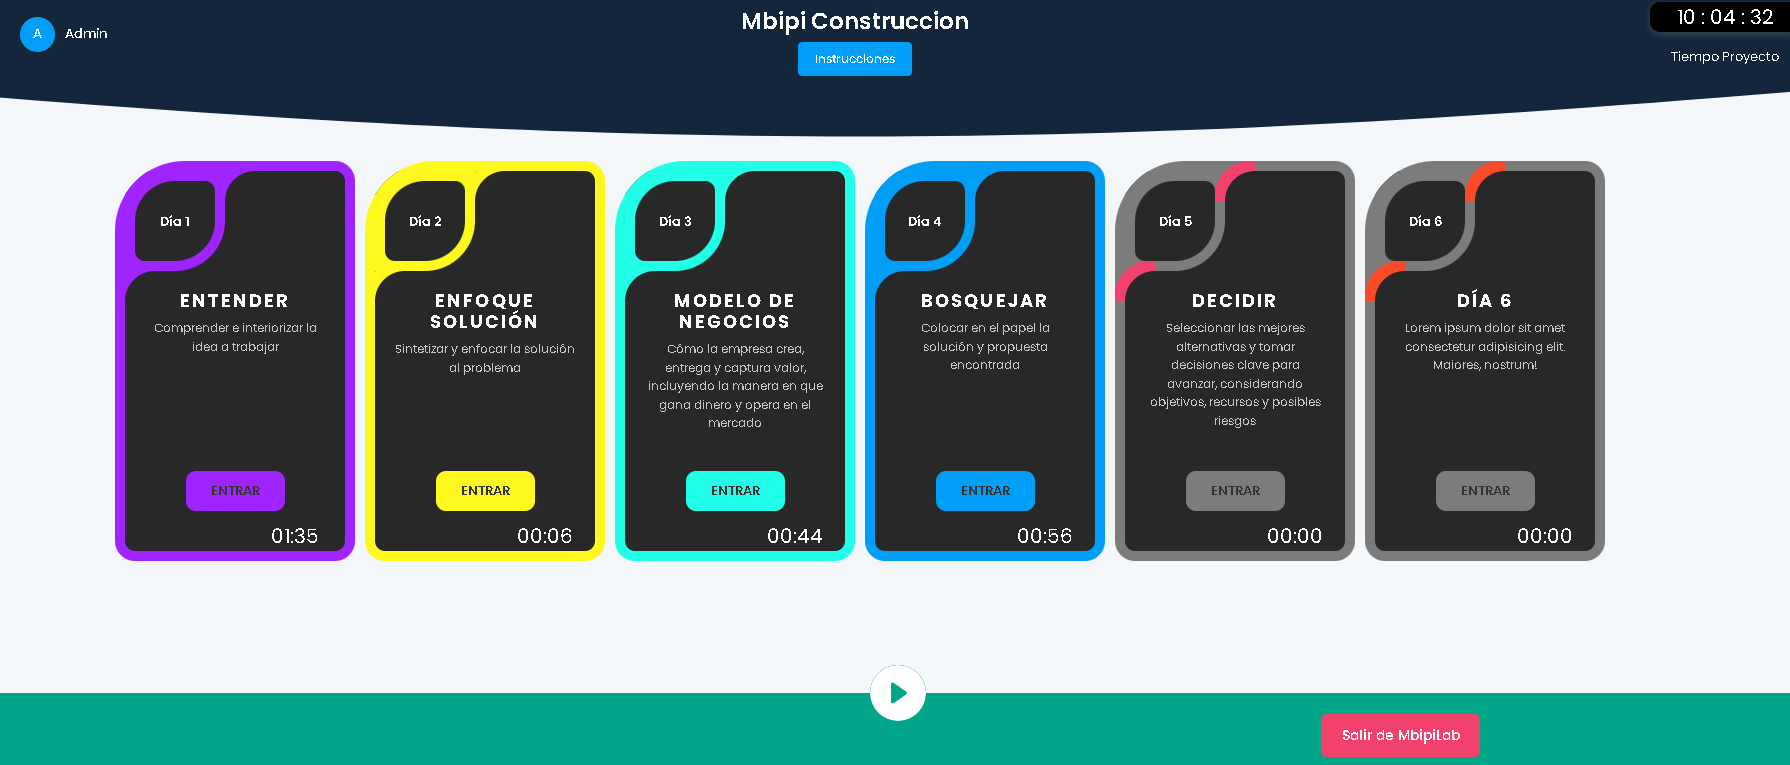 A
Admin
Mbipi Construccion
Instrucciones
10 : 04 : 32
Tiempo Proyecto
Día 1
ENTENDER
Comprender e interiorizar la
idea a trabajar
ENTRAR
01:35
Día 2
ENFOQUE
SOLUCIÓN
Sintetizar y enfocar la solución
al problema
ENTRAR
00:06
Día 3
MODELO DE
NEGOCIOS
Cómo la empresa crea,
entrega y captura valor,
incluyendo la manera en que
gana dinero y opera en el
mercado
ENTRAR
00:44
Día 4
BOSQUEJAR
Colocar en el papel la
solución y propuesta
encontrada
ENTRAR
00:56
Día 5
DECIDIR
Seleccionar las mejores
alternativas y tomar
decisiones clave para
avanzar, considerando
objetivos, recursos y posibles
riesgos
ENTRAR
00:00
Día 6
DÍA 6
Lorem ipsum dolor sit amet
consectetur adipisicing elit.
Maiores, nostrum!
ENTRAR
00:00
Salir de MbipiLab